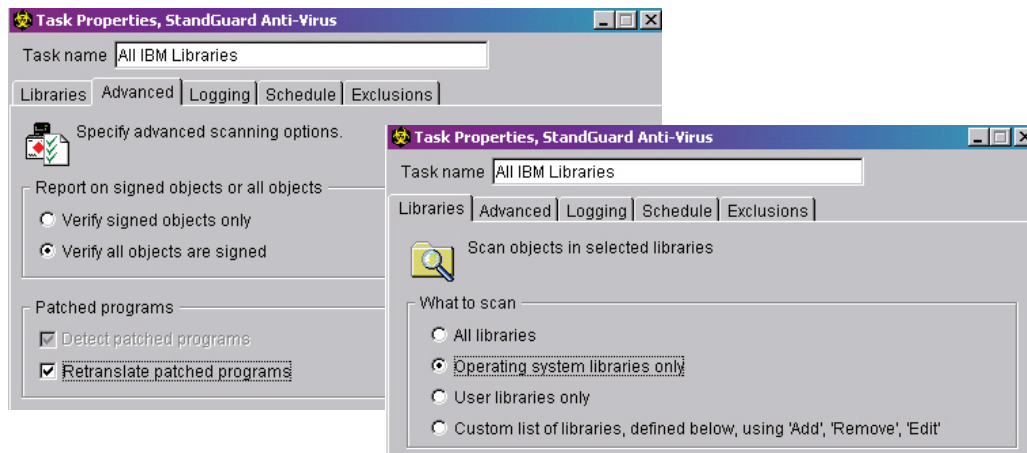 Task Properties, StandGuard Anti-Virus
Task name All IBM Libraries
Libraries Advanced Logging Schedule Exclusions
Specify advanced scanning options.
Report on signed objects or all objects
Verify signed objects only
Verify all objects are signed
Patched programs
Detect patched programs
Retranslate patched programs
Task Properties, StandGuard Anti-Virus
Task name All IBM Libraries
Libraries Advanced Logging Schedule Exclusions
Scan objects in selected libraries
What to scan
All libraries
Operating system libraries only
User libraries only
Custom list of libraries, defined below, using 'Add', 'Remove', 'Edit'